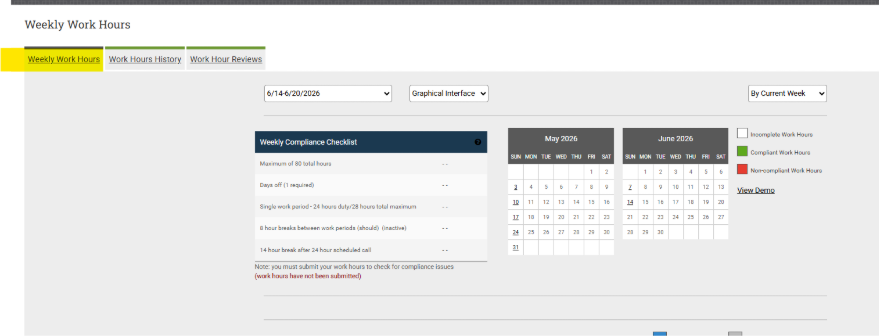 Weekly Work Hours
Weekly Work Hours Work Hours History Work Hour Reviews
6/14-6/20/2026 Graphical Interface By Current Week
Weekly Compliance Checklist
Maximum of 80 total hours --
Days off (1 required) --
Single work period - 24 hours duty/28 hours total maximum --
8 hour breaks between work periods (should) (inactive) --
14 hour break after 24 hour scheduled call --
Note: you must submit your work hours to check for compliance issues
(work hours have not been submitted)
May 2026
SUN MON TUE WED THU FRI SAT
1 2
3 4 5 6 7 8 9
10 11 12 13 14 15 16
17 18 19 20 21 22 23
24 25 26 27 28 29 30
31
June 2026
SUN MON TUE WED THU FRI SAT
1 2 3 4 5 6
7 8 9 10 11 12 13
14 15 16 17 18 19 20
21 22 23 24 25 26 27
28 29 30
Incomplete Work Hours
Compliant Work Hours
Non-compliant Work Hours
View Demo